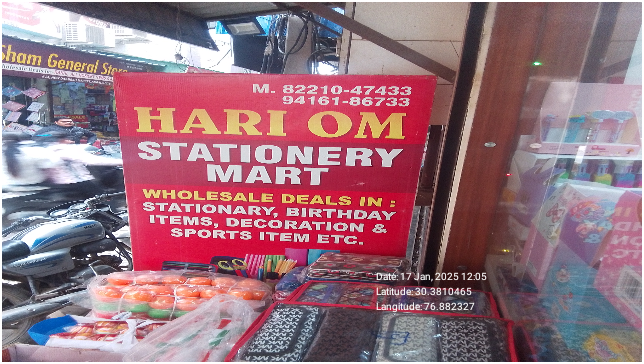 sham General Store
M. 82210-47433
94161-86733
HARI OM
STATIONERY
MART
WHOLESALE DEALS IN :
STATIONARY, BIRTHDAY
ITEMS, DECORATION &
SPORTS ITEM ETC.
Date: 17 Jan, 2025 12:05
Latitude:30.3810465
Langitude:76.882327